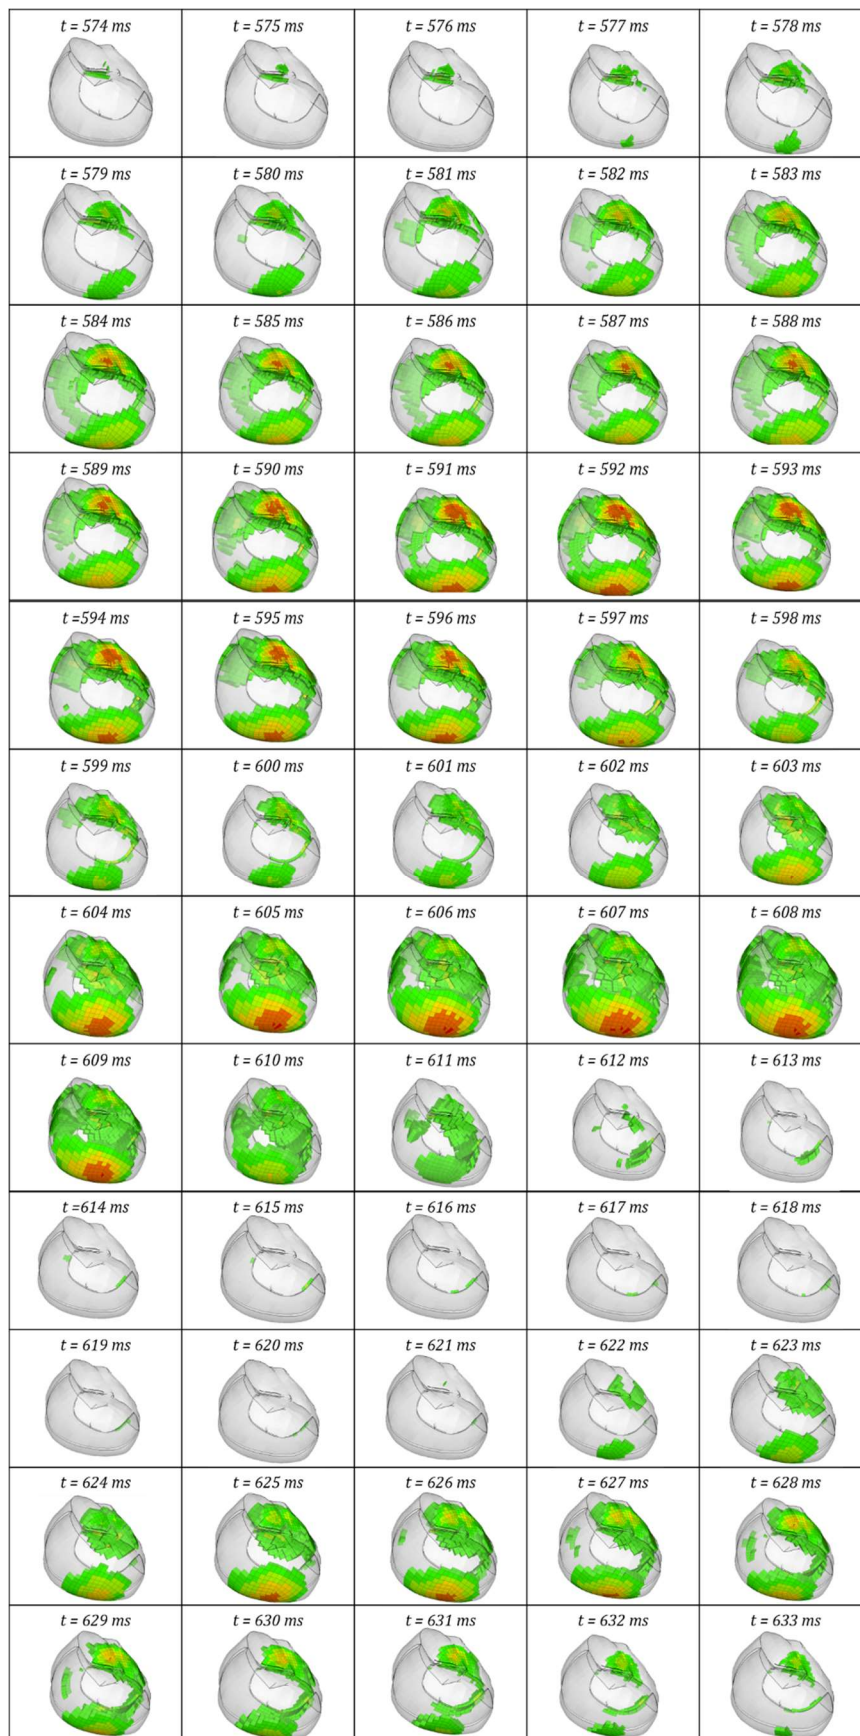 t = 574 ms
t = 575 ms
t = 576 ms
t = 577 ms
t = 578 ms
t = 579 ms
t = 580 ms
t = 581 ms
t = 582 ms
t = 583 ms
t = 584 ms
t = 585 ms
t = 586 ms
t = 587 ms
t = 588 ms
t = 589 ms
t = 590 ms
t = 591 ms
t = 592 ms
t = 593 ms
t =594 ms
t = 595 ms
t = 596 ms
t = 597 ms
t = 598 ms
t = 599 ms
t = 600 ms
t = 601 ms
t = 602 ms
t = 603 ms
t = 604 ms
t = 605 ms
t = 606 ms
t = 607 ms
t = 608 ms
t = 609 ms
t = 610 ms
t = 611 ms
t = 612 ms
t = 613 ms
t =614 ms
t = 615 ms
t = 616 ms
t = 617 ms
t = 618 ms
t = 619 ms
t = 620 ms
t = 621 ms
t = 622 ms
t = 623 ms
t = 624 ms
t = 625 ms
t = 626 ms
t = 627 ms
t = 628 ms
t = 629 ms
t = 630 ms
t = 631 ms
t = 632 ms
t = 633 ms